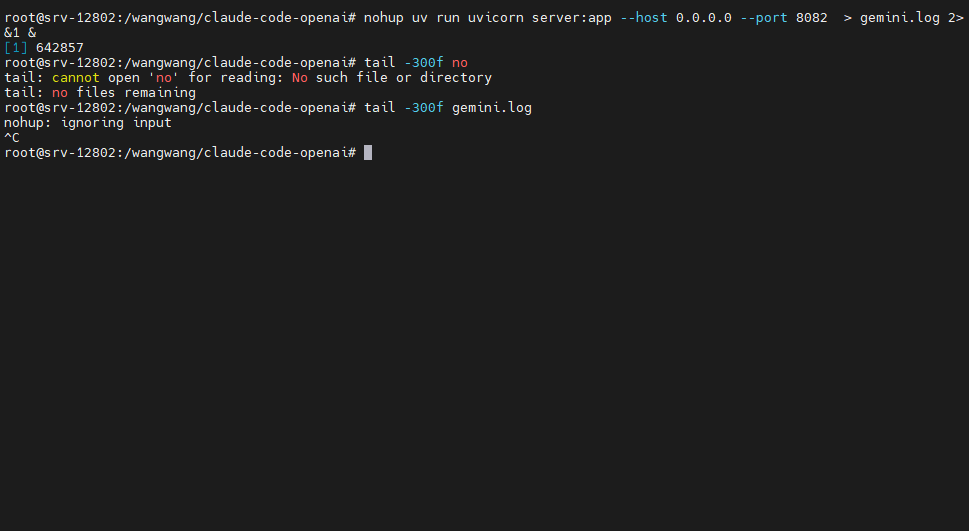 root@srv-12802:/wangwang/claude-code-openai# nohup uv run uvicorn server:app --host 0.0.0.0 --port 8082  > gemini.log 2>
&1 &
[1] 642857
root@srv-12802:/wangwang/claude-code-openai# tail -300f no
tail: cannot open 'no' for reading: No such file or directory
tail: no files remaining
root@srv-12802:/wangwang/claude-code-openai# tail -300f gemini.log
nohup: ignoring input
^C
root@srv-12802:/wangwang/claude-code-openai#